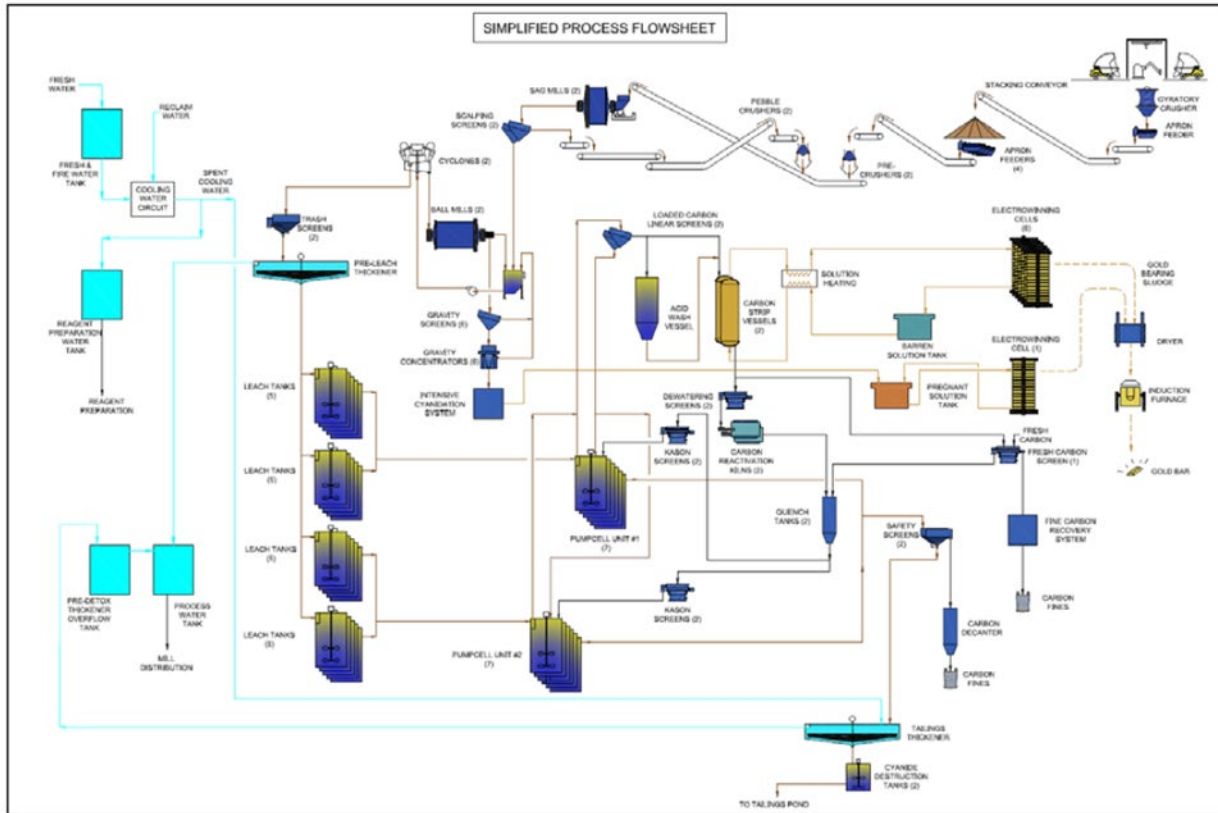 SIMPLIFIED PROCESS FLOWSHEET
FRESH
WATER
RECLAIM
WATER
FRESH &
FIRE WATER
TANK
COOLING
WATER
CIRCUIT
SPENT
COOLING
WATER
REAGENT
PREPARATION
WATER
TANK
REAGENT
PREPARATION
SAG MILLS (2)
SCALPING
SCREENS (2)
CYCLONES (2)
TRASH
SCREENS
(2)
BALL MILLS (2)
PRE-LEACH
THICKENER
GRAVITY
SCREENS (6)
GRAVITY
CONCENTRATORS (6)
INTENSIVE
CYANIDATION
SYSTEM
PEBBLE
CRUSHERS (2)
PRE-
CRUSHERS (2)
STACKING CONVEYOR
APRON
FEEDERS
(4)
GYRATORY
CRUSHER
APRON
FEEDER
LOADED CARBON
LINEAR SCREENS (2)
ACID
WASH
VESSEL
CARBON
STRIP
VESSELS
(2)
SOLUTION
HEATING
BARREN
SOLUTION TANK
PREGNANT
SOLUTION
TANK
ELECTROWINNING
CELLS
(8)
ELECTROWINNING
CELL (1)
GOLD
BEARING
SLUDGE
DRYER
INDUCTION
FURNACE
GOLD BAR
LEACH TANKS
(5)
LEACH TANKS
(5)
LEACH TANKS
(5)
LEACH TANKS
(5)
DEWATERING
SCREENS (2)
KASON
SCREENS (2)
CARBON
REACTIVATION
KILNS (2)
FRESH
CARBON
FRESH CARBON
SCREEN (1)
QUENCH
TANKS (2)
SAFETY
SCREENS
(2)
FINE CARBON
RECOVERY
SYSTEM
CARBON
FINES
PUMPCELL UNIT #1
(7)
KASON
SCREENS
(2)
PUMPCELL UNIT #2
(7)
CARBON
DECANTER
CARBON
FINES
PRE-DETOX
THICKENER
OVERFLOW
TANK
PROCESS
WATER
TANK
MILL
DISTRIBUTION
TAILINGS
THICKENER
CYANIDE
DESTRUCTION
TANKS (2)
TO TAILINGS POND